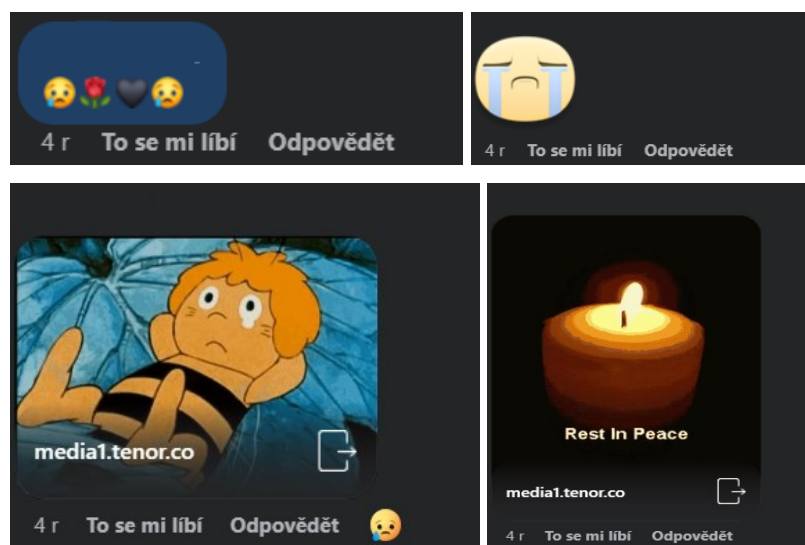 4 r To se mi líbí Odpovědět
4 r To se mi líbí Odpovědět
media1.tenor.co
4 r To se mi líbí Odpovědět
Rest In Peace
media1.tenor.co
4 r To se mi líbí Odpovědět